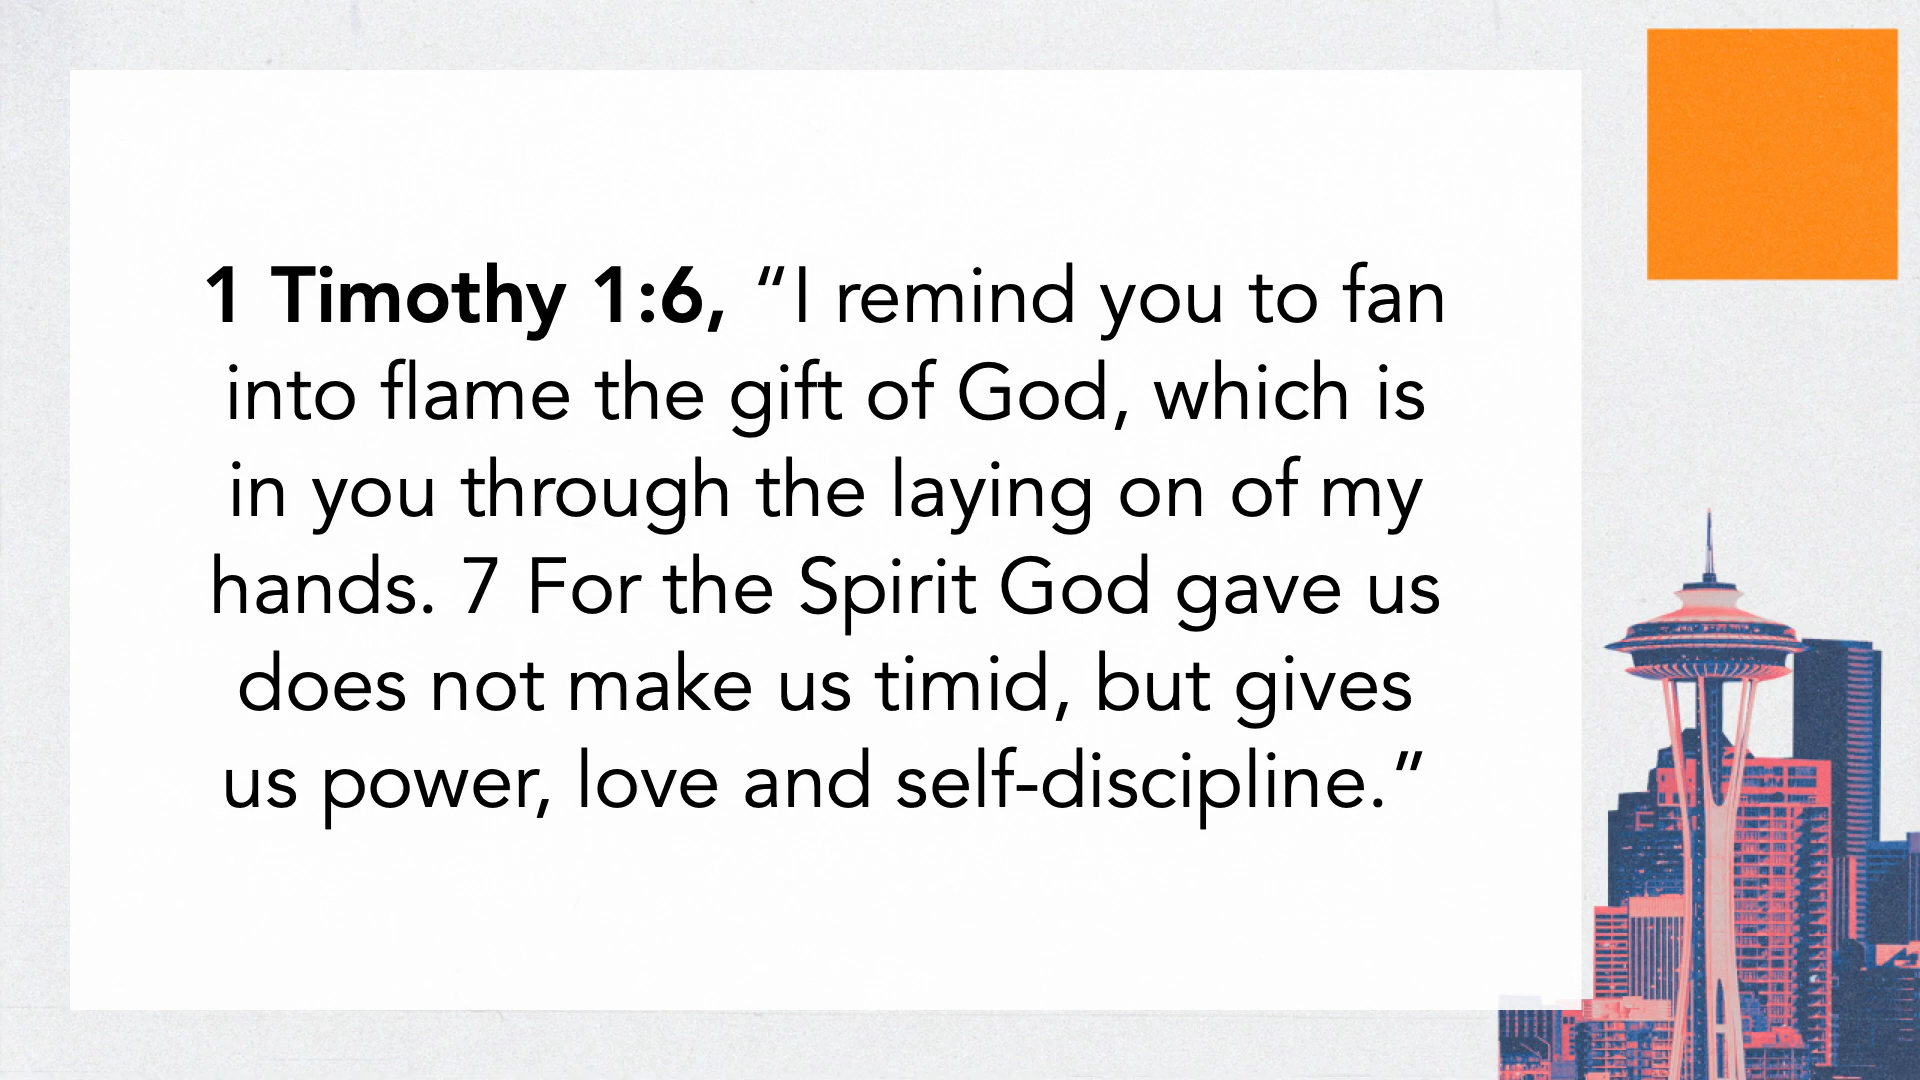 1 Timothy 1:6, “I remind you to fan
into flame the gift of God, which is
in you through the laying on of my
hands. 7 For the Spirit God gave us
does not make us timid, but gives
us power, love and self-discipline.”